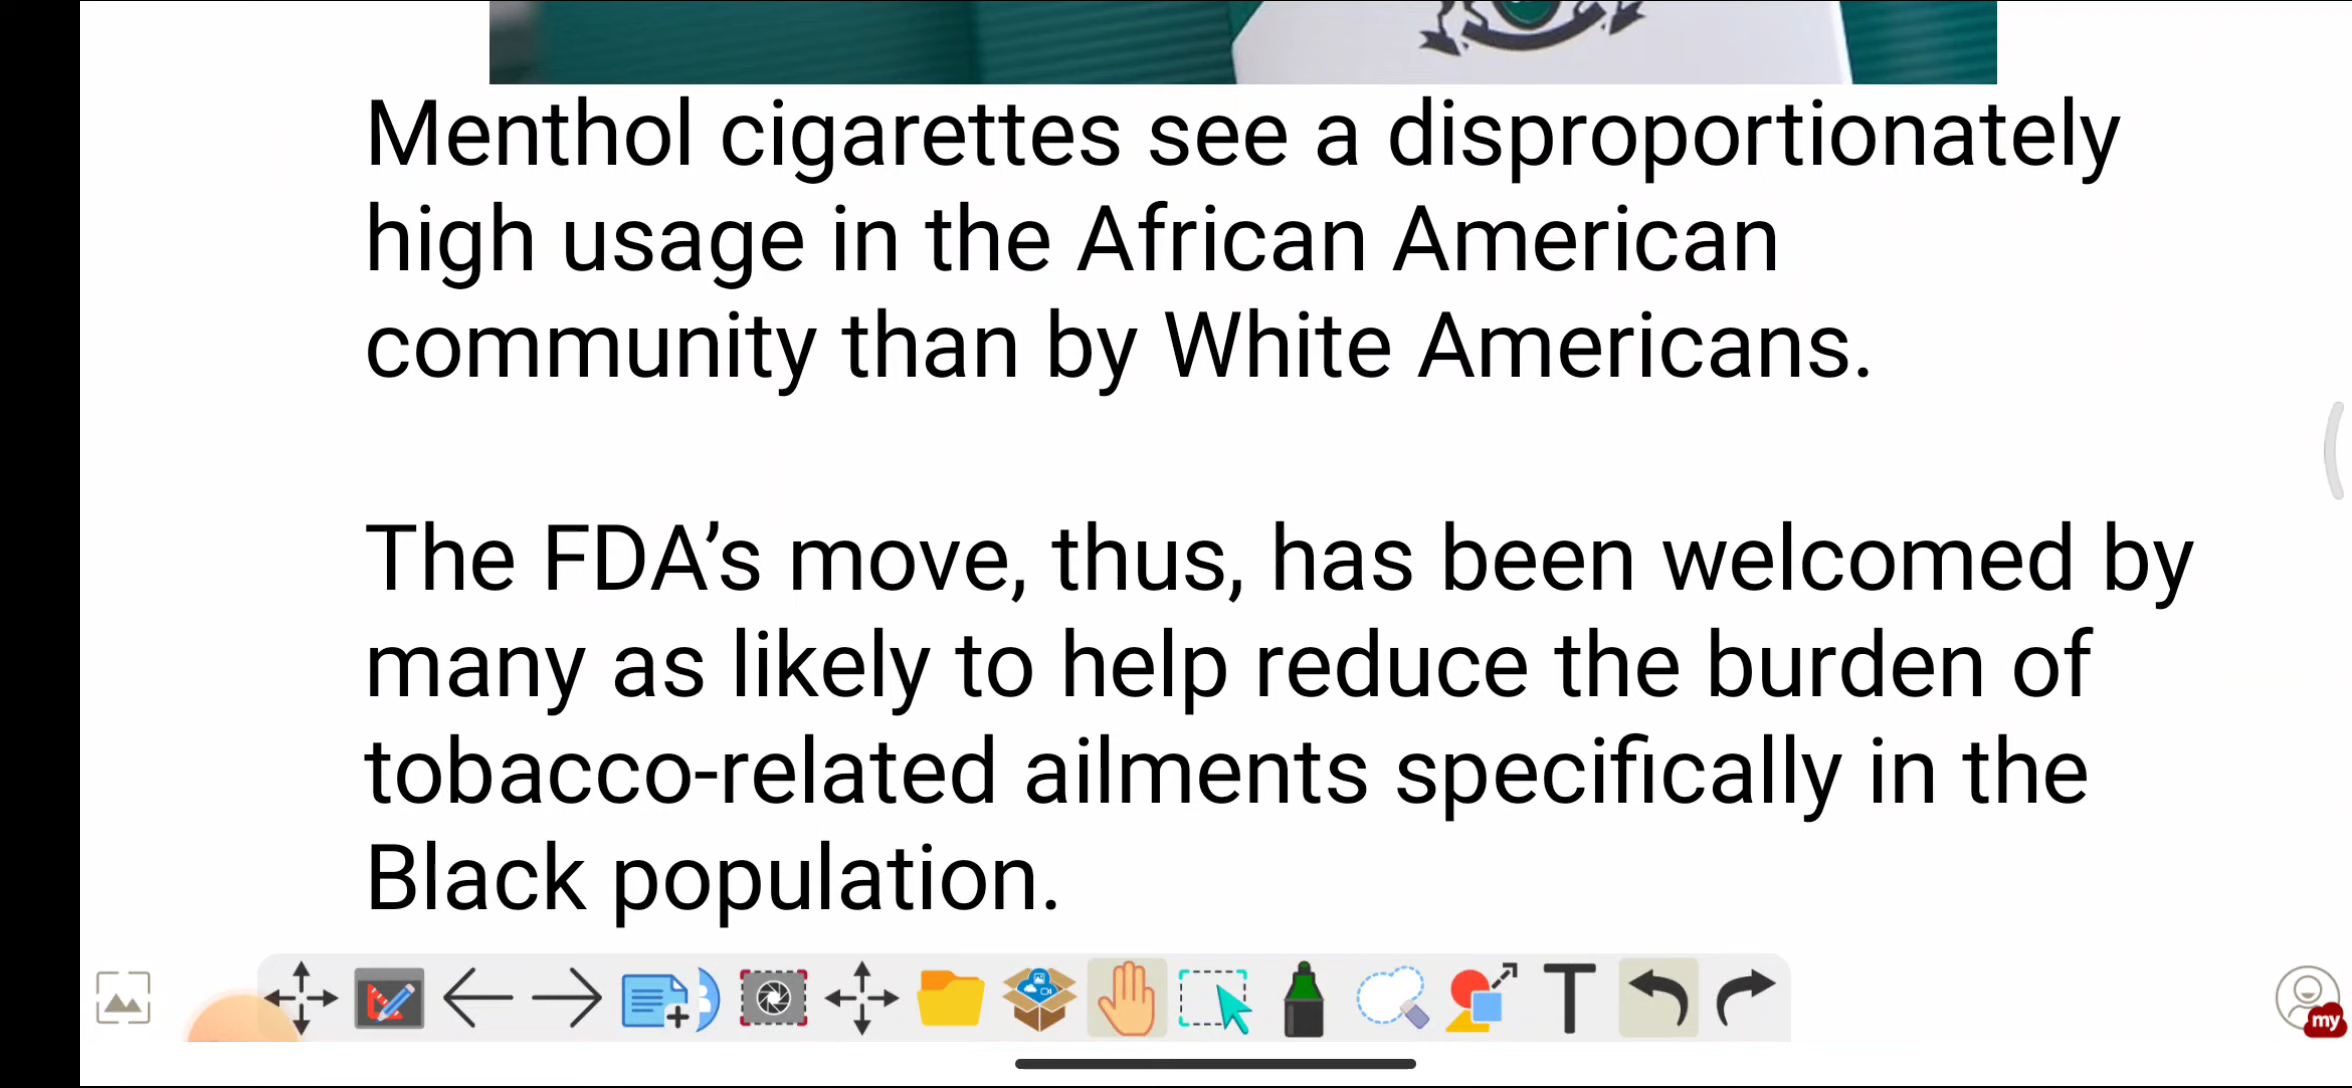 Menthol cigarettes see a disproportionately
high usage in the African American
community than by White Americans.
The FDA’s move, thus, has been welcomed by
many as likely to help reduce the burden of
tobacco-related ailments specifically in the
Black population.
T
my